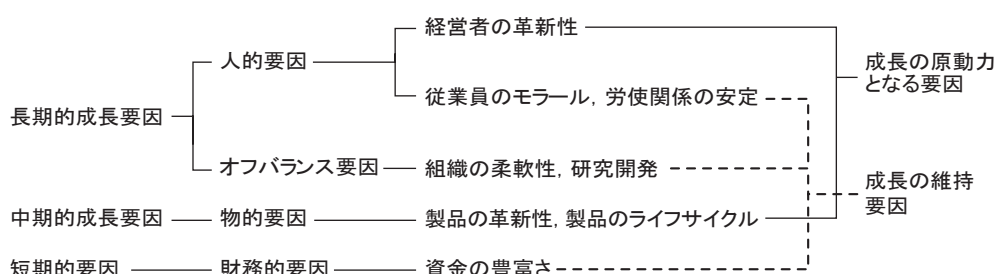 経営者の革新性
人的要因
成長の原動力
となる要因
従業員のモラール, 労使関係の安定
長期的成長要因
オフバランス要因
組織の柔軟性, 研究開発
成長の維持
要因
中期的成長要因
物的要因
製品の革新性, 製品のライフサイクル
短期的要因
財務的要因
資金の豊富さ